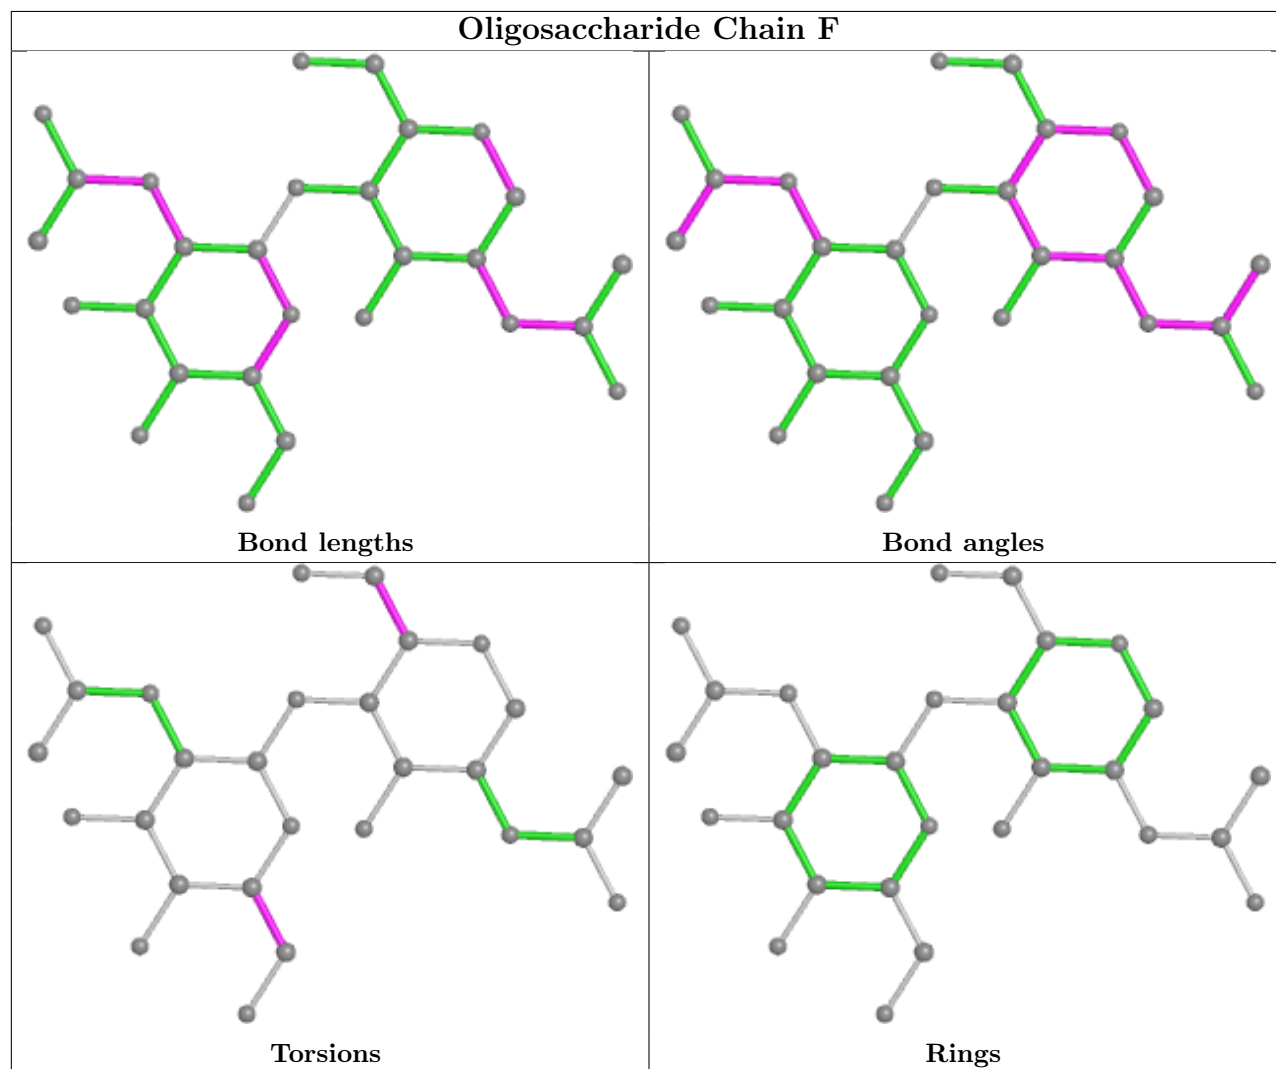 Oligosaccharide Chain F
Bond lengths
Bond angles
Torsions
Rings